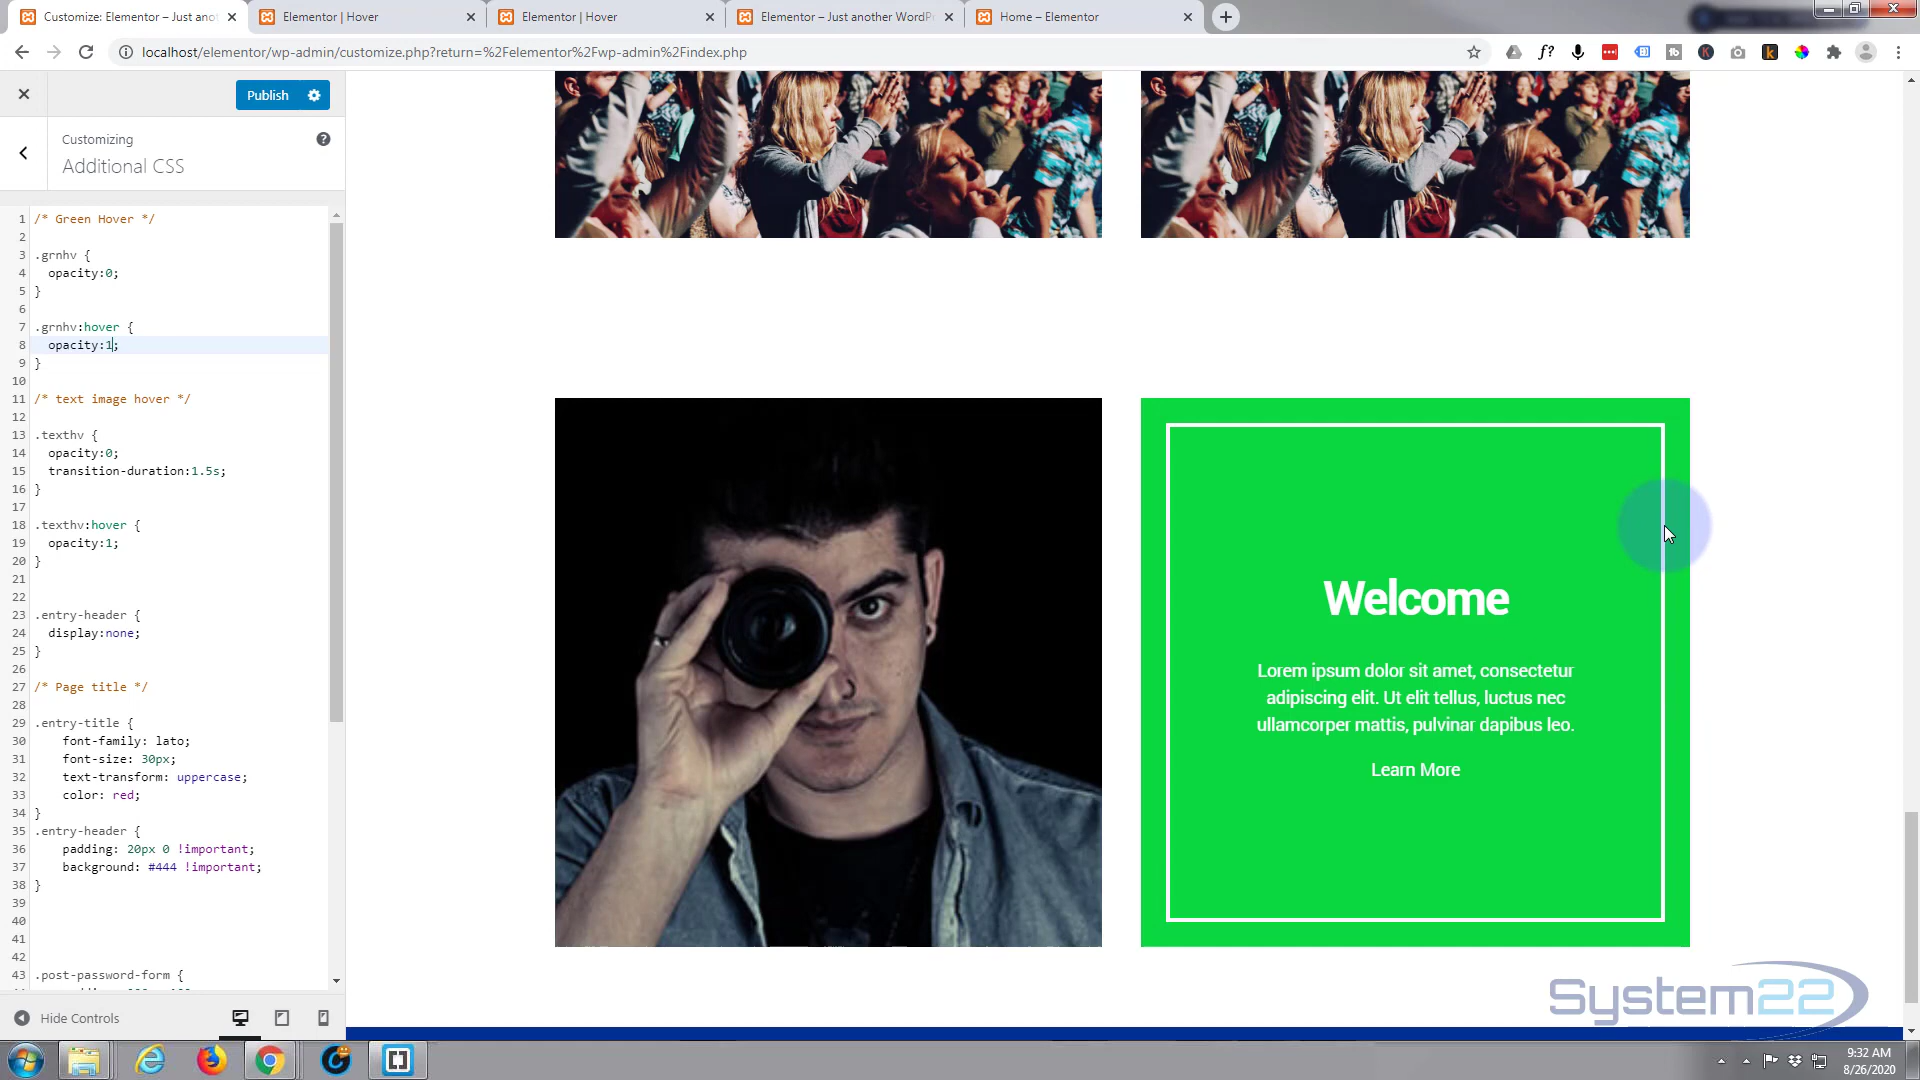 Customize: Elementor – Just anot
Elementor | Hover
Elementor | Hover
Elementor – Just another WordPr
Home – Elementor
localhost/elementor/wp-admin/customize.php?return=%2Felementor%2Fwp-admin%2Findex.php
f?
Publish
Customizing
Additional CSS
1 /* Green Hover */
2
3 .grnhv {
4 opacity:0;
5 }
6
7 .grnhv:hover {
8 opacity:1;
9 }
10
11 /* text image hover */
12
13 .texthv {
14 opacity:0;
15 transition-duration:1.5s;
16 }
17
18 .texthv:hover {
19 opacity:1;
20 }
21
22
23 .entry-header {
24 display:none;
25 }
26
27 /* Page title */
28
29 .entry-title {
30 font-family: lato;
31 font-size: 30px;
32 text-transform: uppercase;
33 color: red;
34 }
35 .entry-header {
36 padding: 20px 0 !important;
37 background: #444 !important;
38 }
39
40
41
42
43 .post-password-form {
Hide Controls
Welcome
Lorem ipsum dolor sit amet, consectetur
adipiscing elit. Ut elit tellus, luctus nec
ullamcorper mattis, pulvinar dapibus leo.
Learn More
System22
9:32 AM
8/26/2020